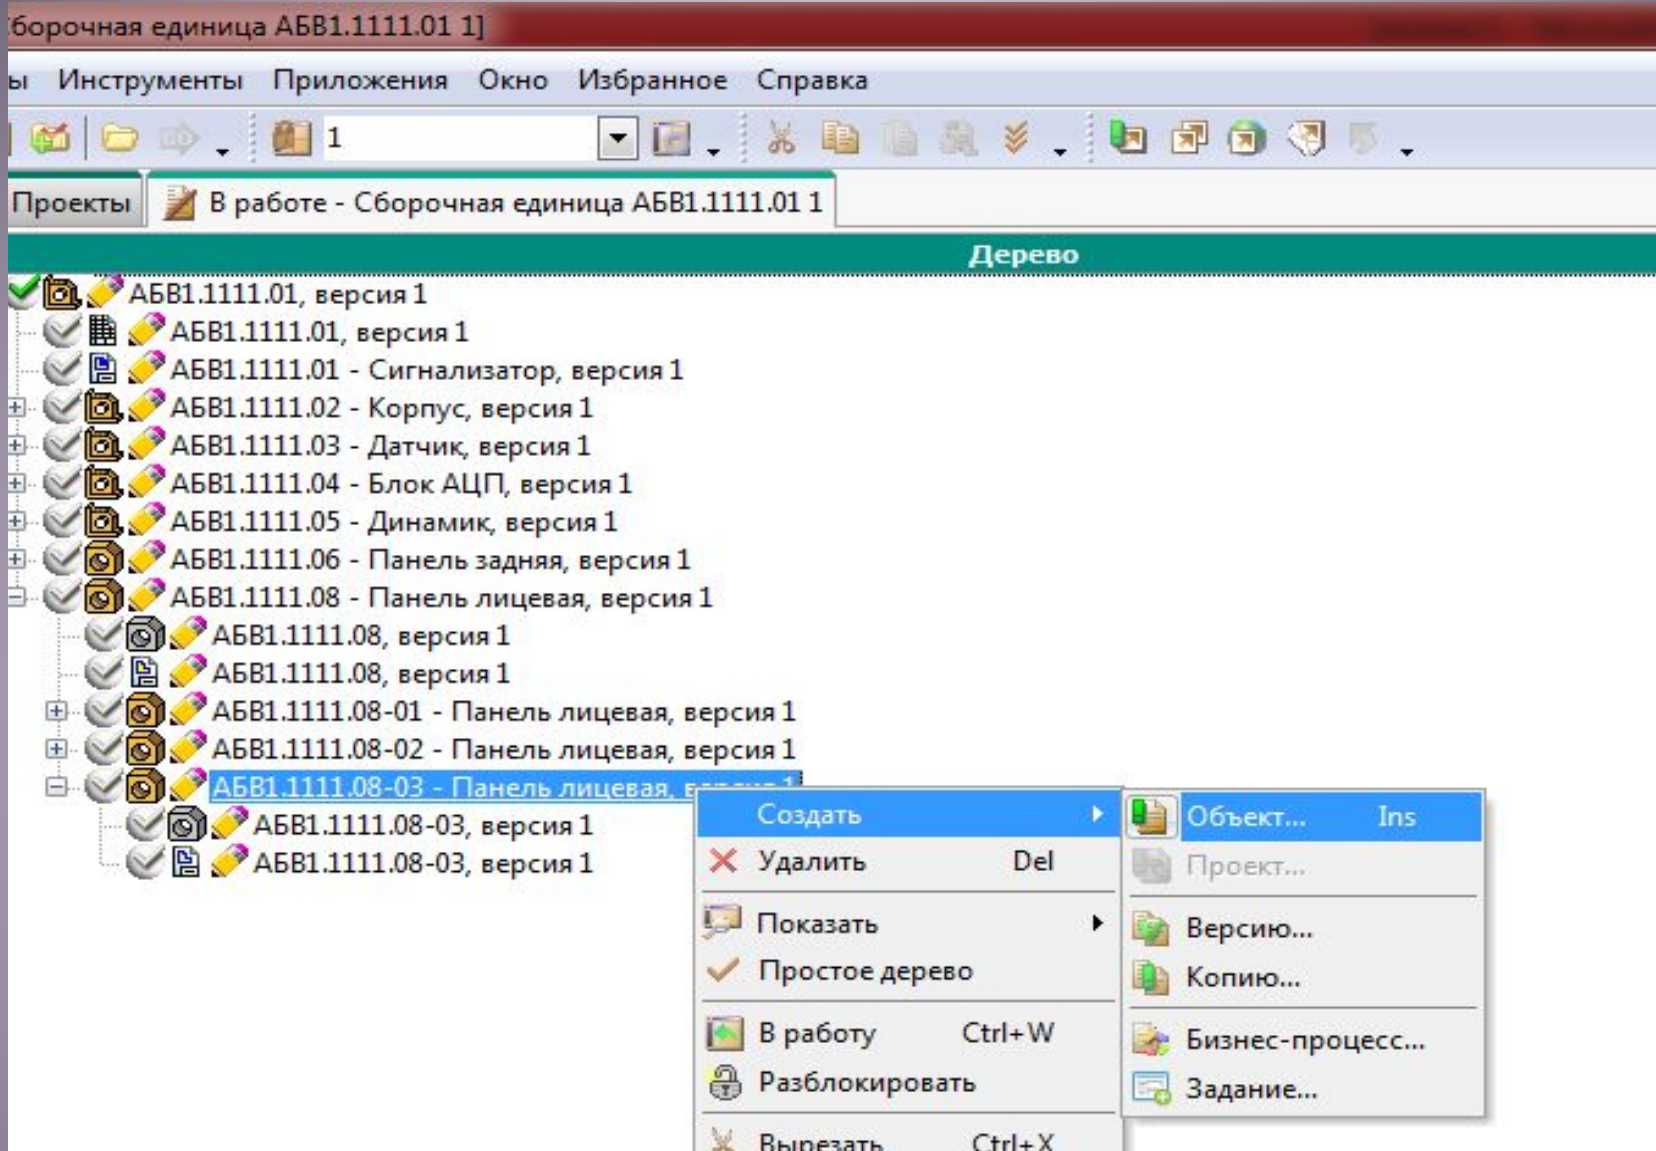 борочная единица АБВ1.1111.01 1]
ы Инструменты Приложения Окно Избранное Справка
1
Проекты В работе - Сборочная единица АБВ1.1111.01 1
Дерево
АБВ1.1111.01, версия 1
АБВ1.1111.01, версия 1
АБВ1.1111.01 - Сигнализатор, версия 1
АБВ1.1111.02 - Корпус, версия 1
АБВ1.1111.03 - Датчик, версия 1
АБВ1.1111.04 - Блок АЦП, версия 1
АБВ1.1111.05 - Динамик, версия 1
АБВ1.1111.06 - Панель задняя, версия 1
АБВ1.1111.08 - Панель лицевая, версия 1
АБВ1.1111.08, версия 1
АБВ1.1111.08, версия 1
АБВ1.1111.08-01 - Панель лицевая, версия 1
АБВ1.1111.08-02 - Панель лицевая, версия 1
АБВ1.1111.08-03 - Панель лицевая, версия 1
АБВ1.1111.08-03, версия 1
АБВ1.1111.08-03, версия 1
Создать
Удалить Del
Показать
Простое дерево
В работу Ctrl+W
Разблокировать
Вырезать Ctrl+X
Объект... Ins
Проект...
Версию...
Копию...
Бизнес-процесс...
Задание...